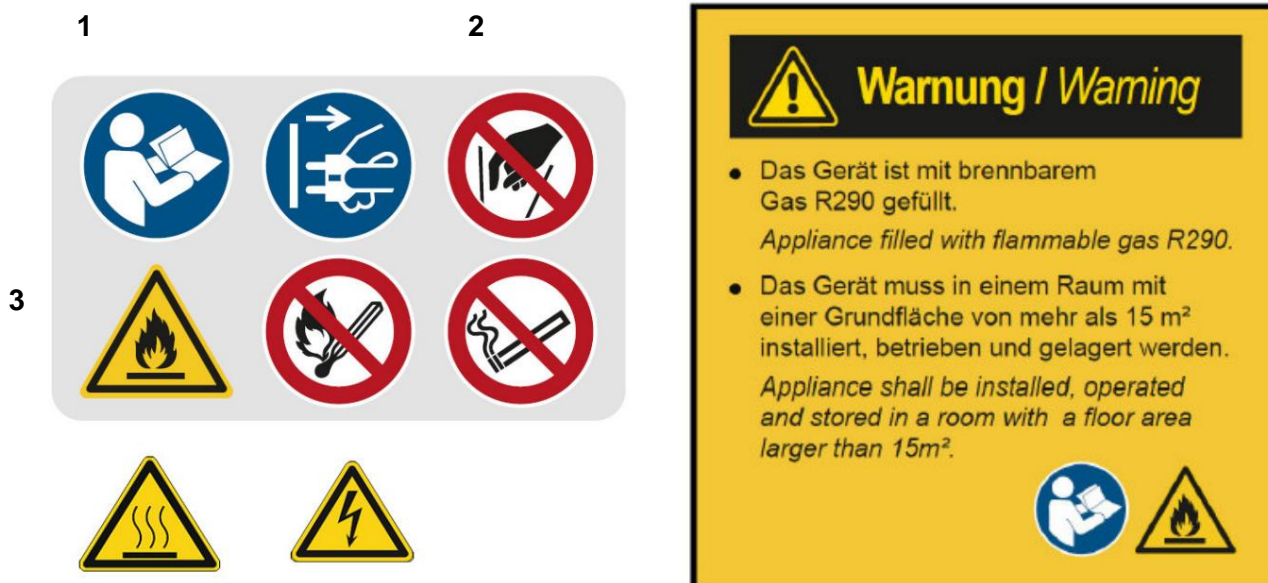 1
2
3
Warnung / Warning
• Das Gerät ist mit brennbarem
Gas R290 gefüllt.
Appliance filled with flammable gas R290.
• Das Gerät muss in einem Raum mit
einer Grundfläche von mehr als 15 m²
installiert, betrieben und gelagert werden.
Appliance shall be installed, operated
and stored in a room with a floor area
larger than 15m².